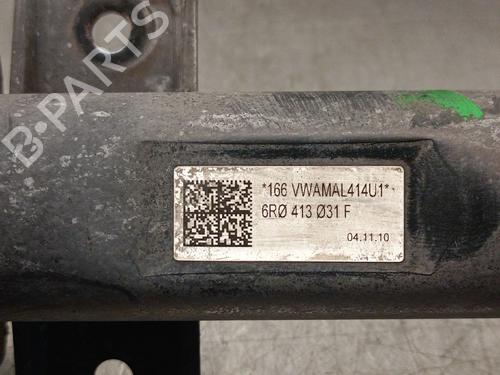 B-PARTS
*166 VWAMAL414U1*
6RØ 413 Ø31 F
04.11.10